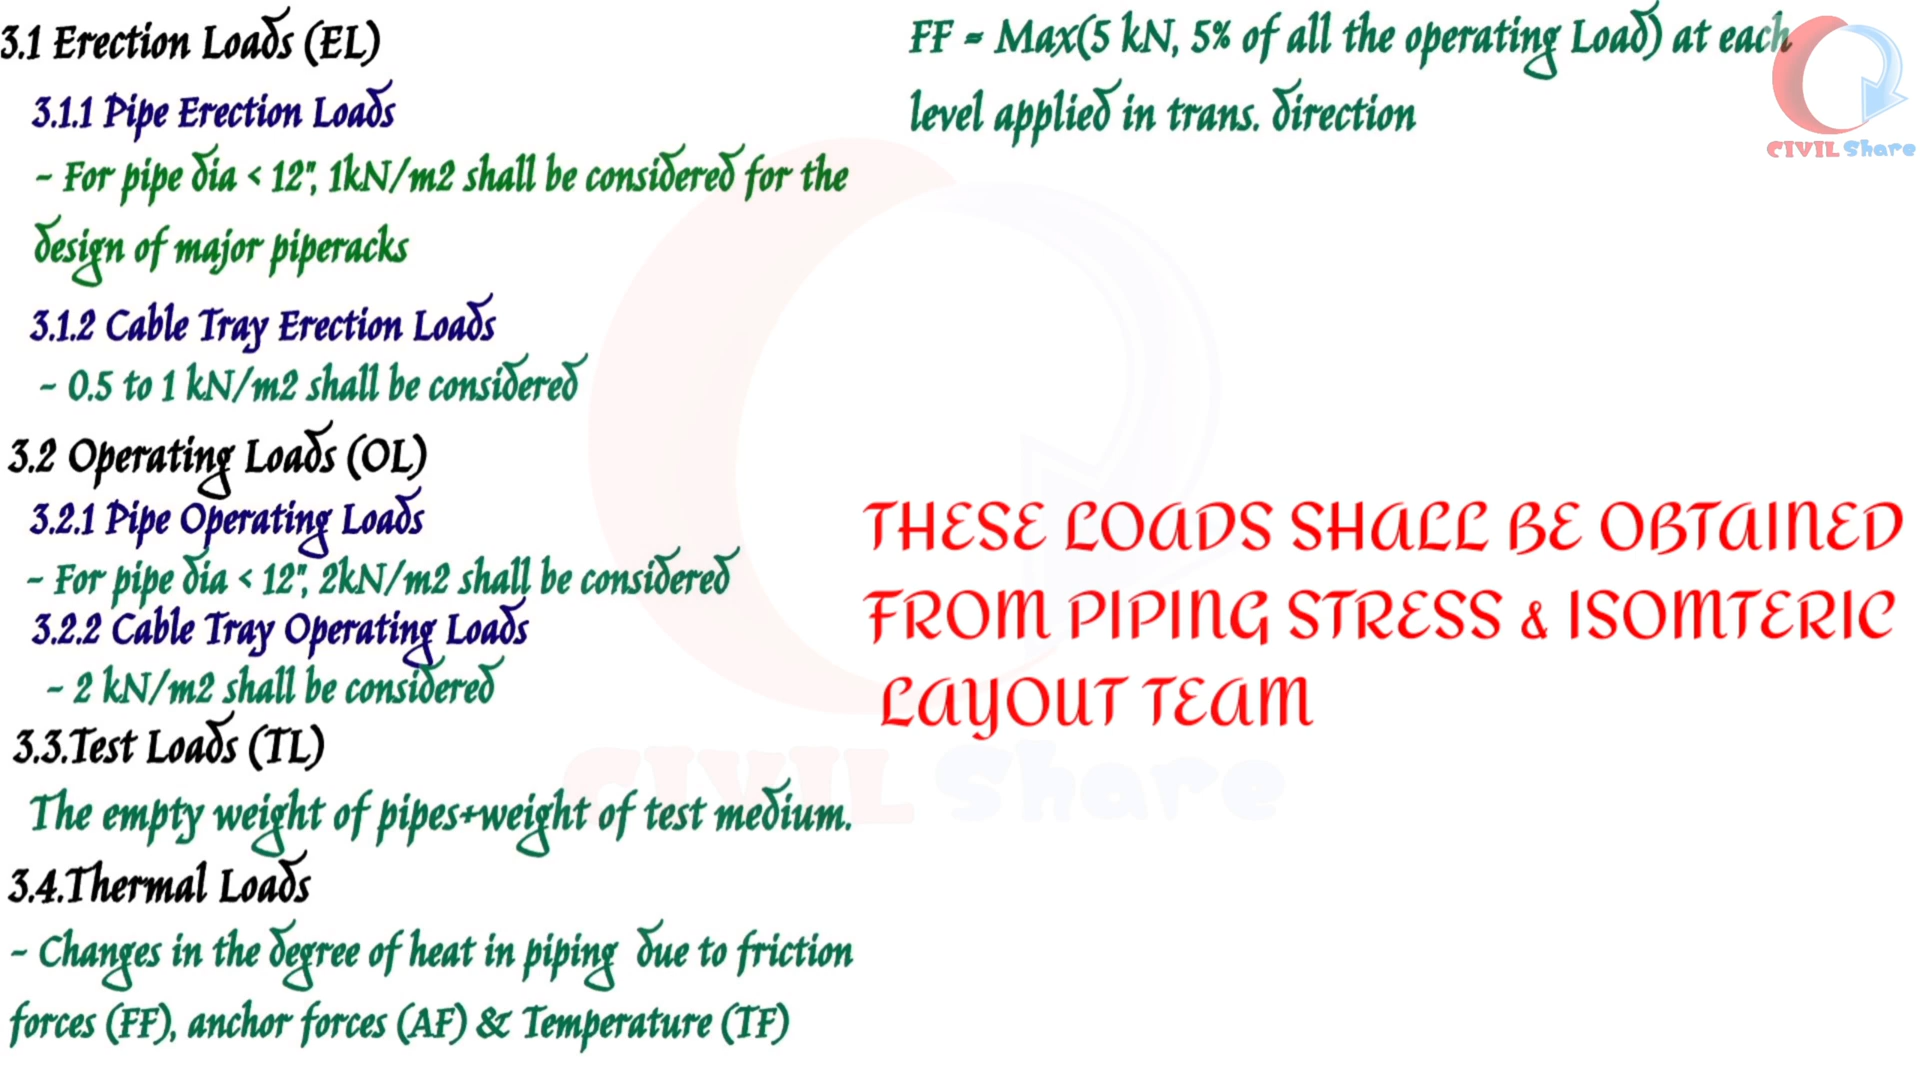 3.1 Erection Loads (EL)
3.1.1 Pipe Erection Loads
- For pipe dia < 12", 1kN/m2 shall be considered for the
design of major piperacks
3.1.2 Cable Tray Erection Loads
- 0.5 to 1 kN/m2 shall be considered
3.2 Operating Loads (OL)
3.2.1 Pipe Operating Loads
- For pipe dia < 12", 2kN/m2 shall be considered
3.2.2 Cable Tray Operating Loads
- 2 kN/m2 shall be considered
3.3.Test Loads (TL)
The empty weight of pipes+weight of test medium.
3.4.Thermal Loads
- Changes in the degree of heat in piping due to friction
forces (FF), anchor forces (AF) & Temperature (TF)
FF = Max(5 kN, 5% of all the operating Load) at each
level applied in trans. direction
THESE LOADS SHALL BE OBTAINED
FROM PIPING STRESS & ISOMTERIC
LAYOUT TEAM
CIVIL Share
CIVIL Share